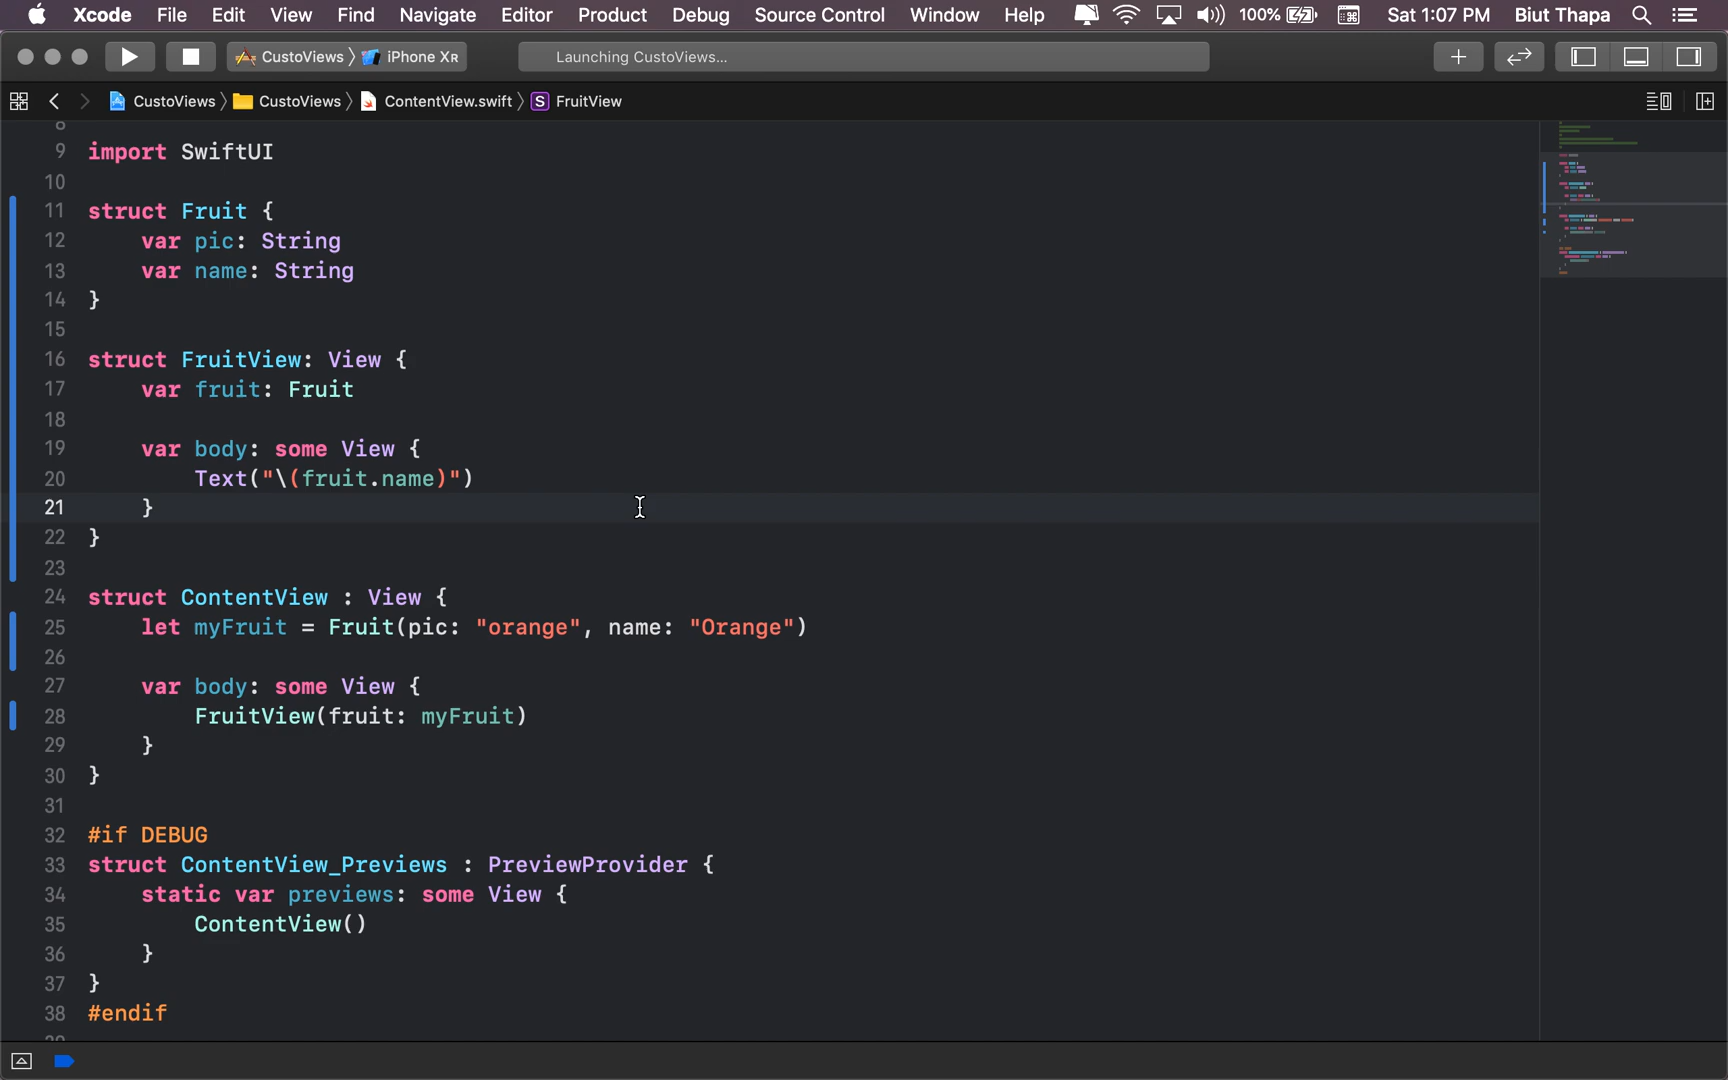 Xcode File Edit View Find Navigate Editor Product Debug Source Control Window Help 100% Sat 1:07 PM Biut Thapa
CustoViews 〉 iPhone XR Launching CustoViews...
CustoViews 〉 CustoViews 〉 ContentView.swift 〉 S FruitView
8
9 import SwiftUI
10
11 struct Fruit {
12 var pic: String
13 var name: String
14 }
15
16 struct FruitView: View {
17 var fruit: Fruit
18
19 var body: some View {
20 Text("\(fruit.name)")
21 }
22 }
23
24 struct ContentView : View {
25 let myFruit = Fruit(pic: "orange", name: "Orange")
26
27 var body: some View {
28 FruitView(fruit: myFruit)
29 }
30 }
31
32 #if DEBUG
33 struct ContentView_Previews : PreviewProvider {
34 static var previews: some View {
35 ContentView()
36 }
37 }
38 #endif